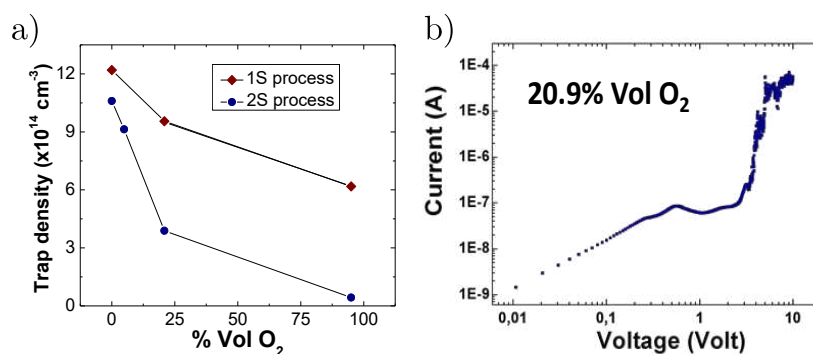 a)
Trap density (x10¹⁴ cm⁻³)
12
9
6
3
0
1S process
2S process
0
25
50
75
100
% Vol O₂
b)
Current (A)
1E-4
1E-5
1E-6
1E-7
1E-8
1E-9
20.9% Vol O₂
0,01
0,1
1
10
Voltage (Volt)